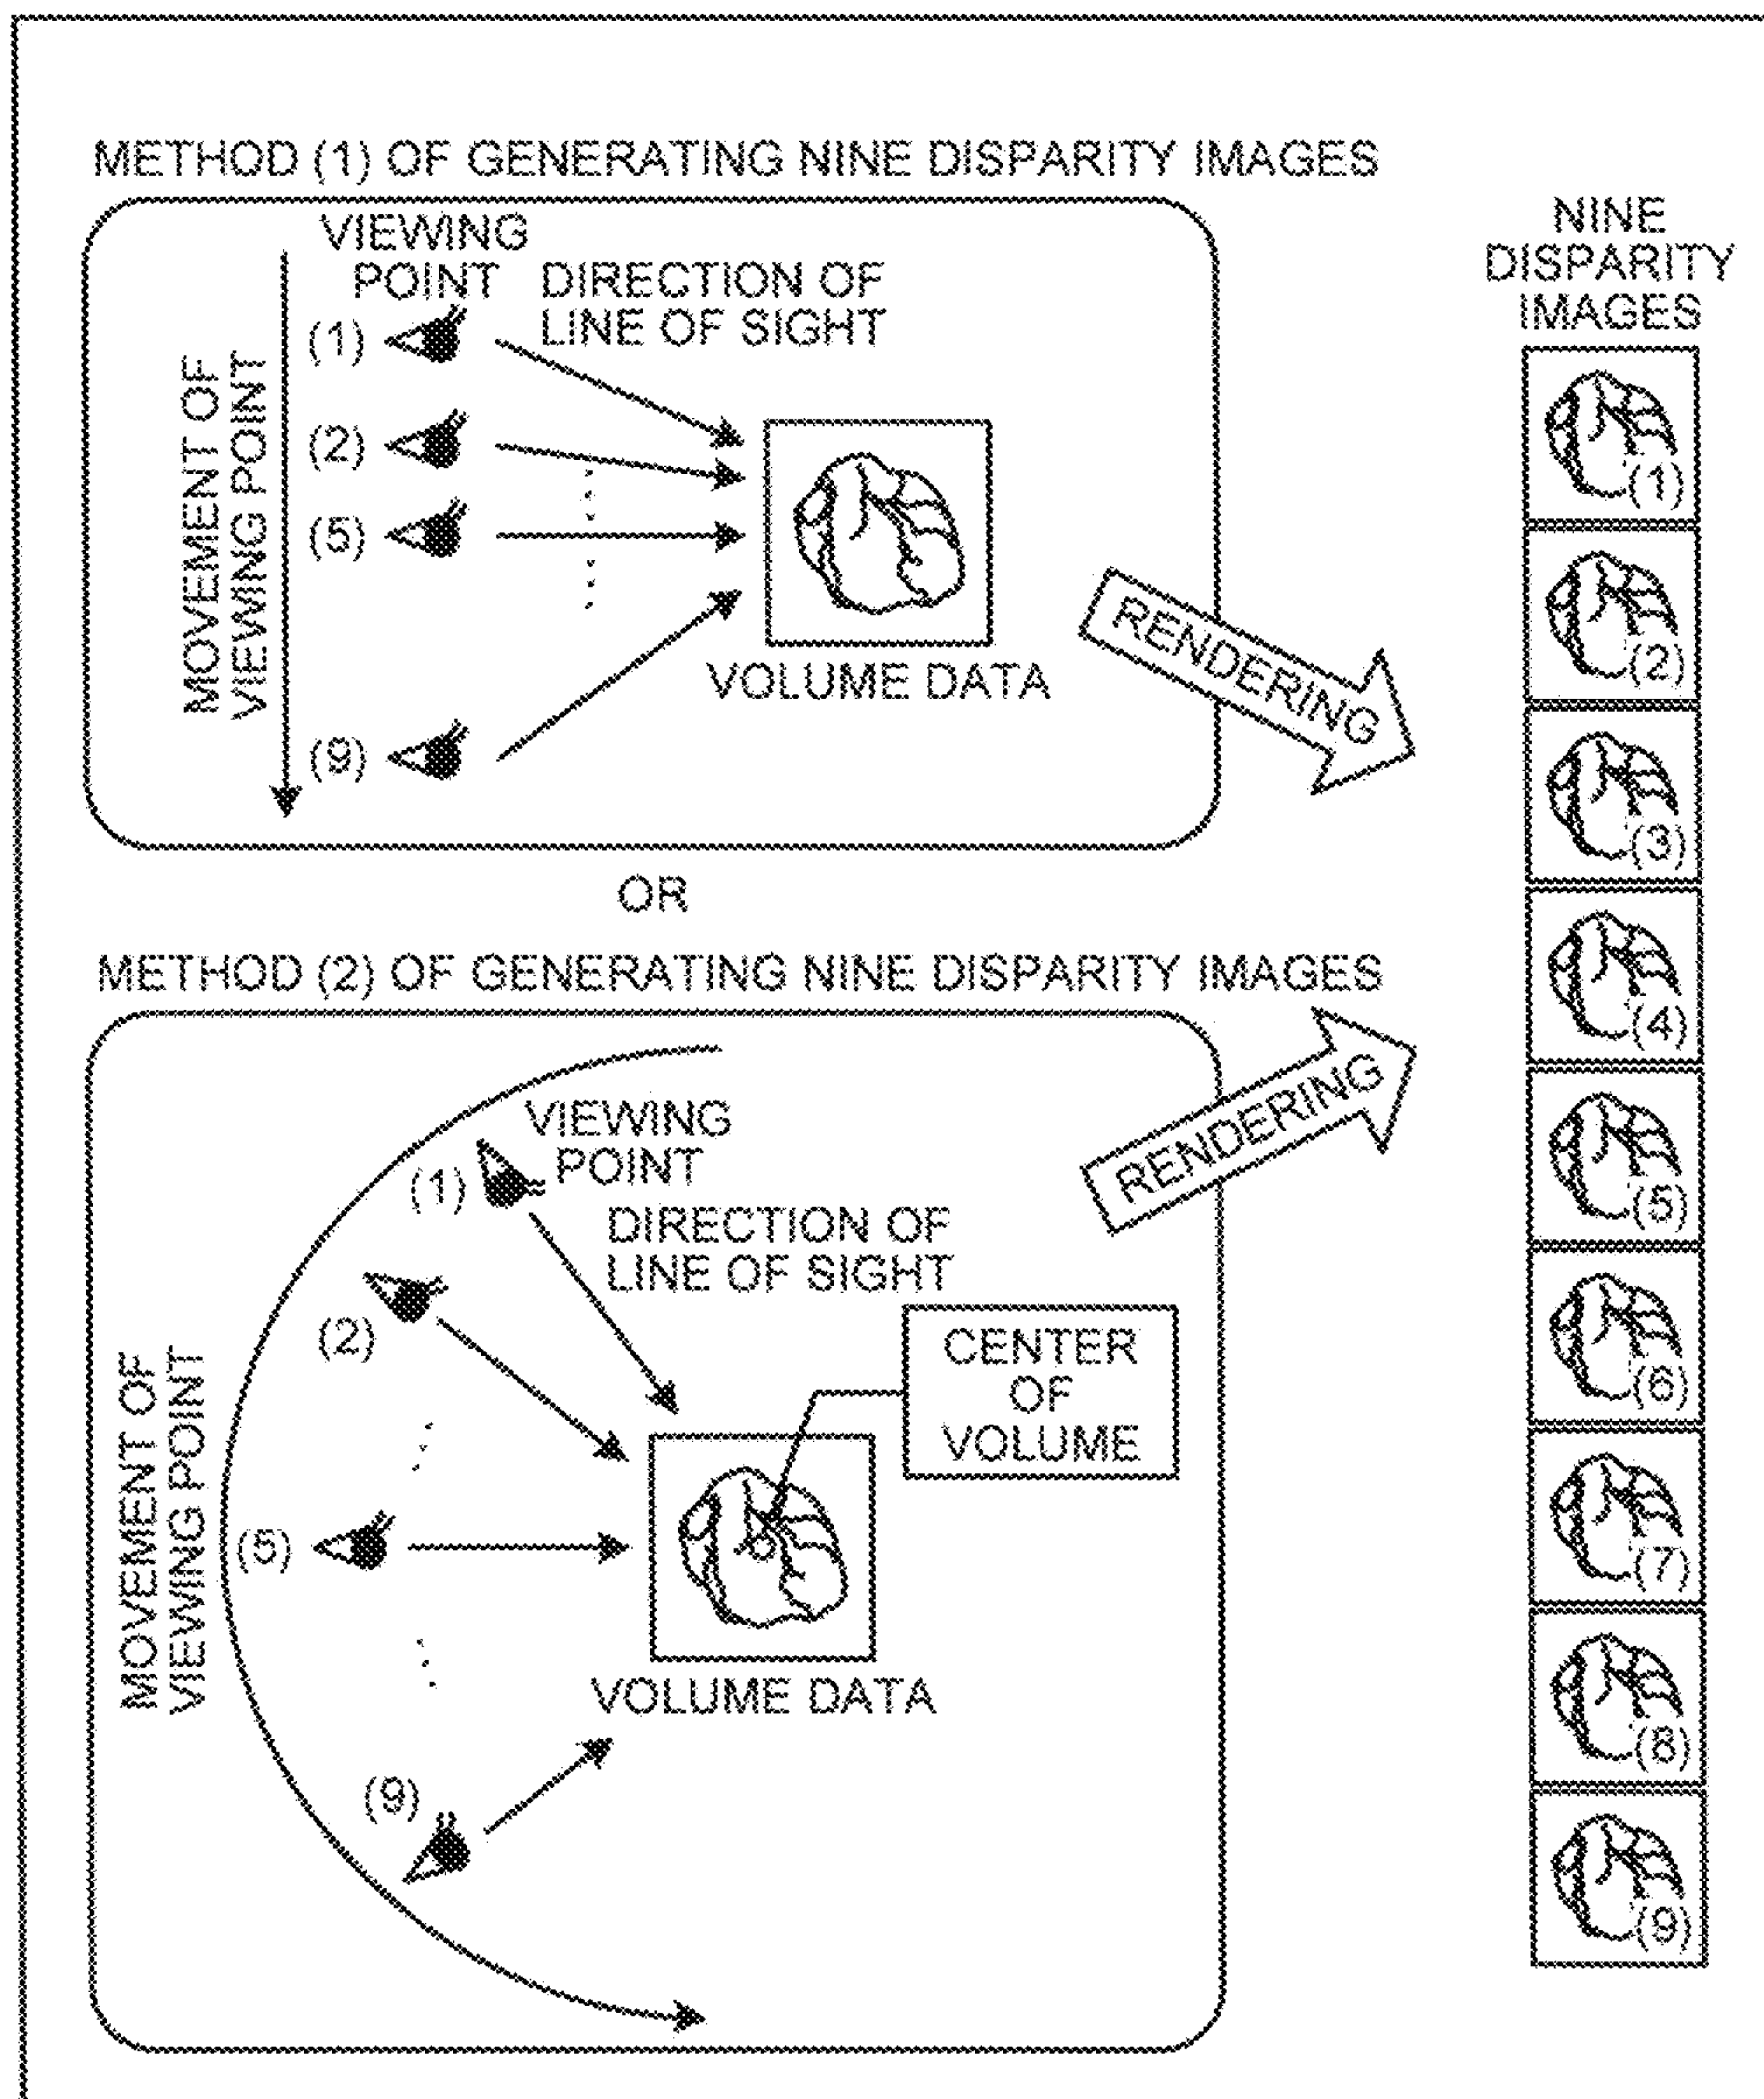 METHOD (1) OF GENERATING NINE DISPARITY IMAGES
VIEWING
POINT
DIRECTION OF
LINE OF SIGHT
MOVEMENT OF
VIEWING POINT
(1)
(2)
(5)
(9)
VOLUME DATA
RENDERING
OR
METHOD (2) OF GENERATING NINE DISPARITY IMAGES
VIEWING
POINT
DIRECTION OF
LINE OF SIGHT
MOVEMENT OF
VIEWING POINT
(1)
(2)
(5)
(9)
CENTER
OF
VOLUME
VOLUME DATA
RENDERING
NINE
DISPARITY
IMAGES
(1)
(2)
(3)
(4)
(5)
(6)
(7)
(8)
(9)